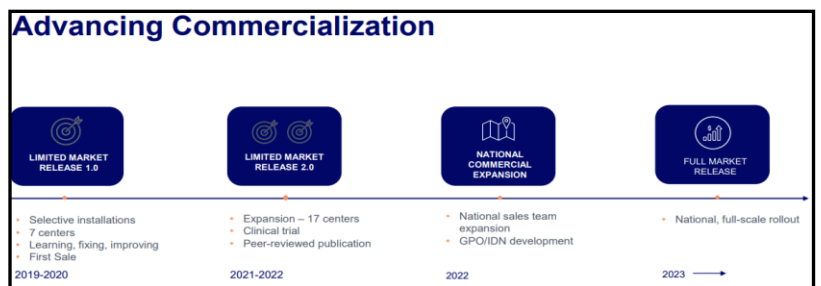 Advancing Commercialization
LIMITED MARKET
RELEASE 1.0
LIMITED MARKET
RELEASE 2.0
NATIONAL
COMMERCIAL
EXPANSION
FULL MARKET
RELEASE
• Selective installations
• 7 centers
• Learning, fixing, improving
• First Sale
2019-2020
• Expansion – 17 centers
• Clinical trial
• Peer-reviewed publication
2021-2022
• National sales team
expansion
• GPO/IDN development
2022
• National, full-scale rollout
2023